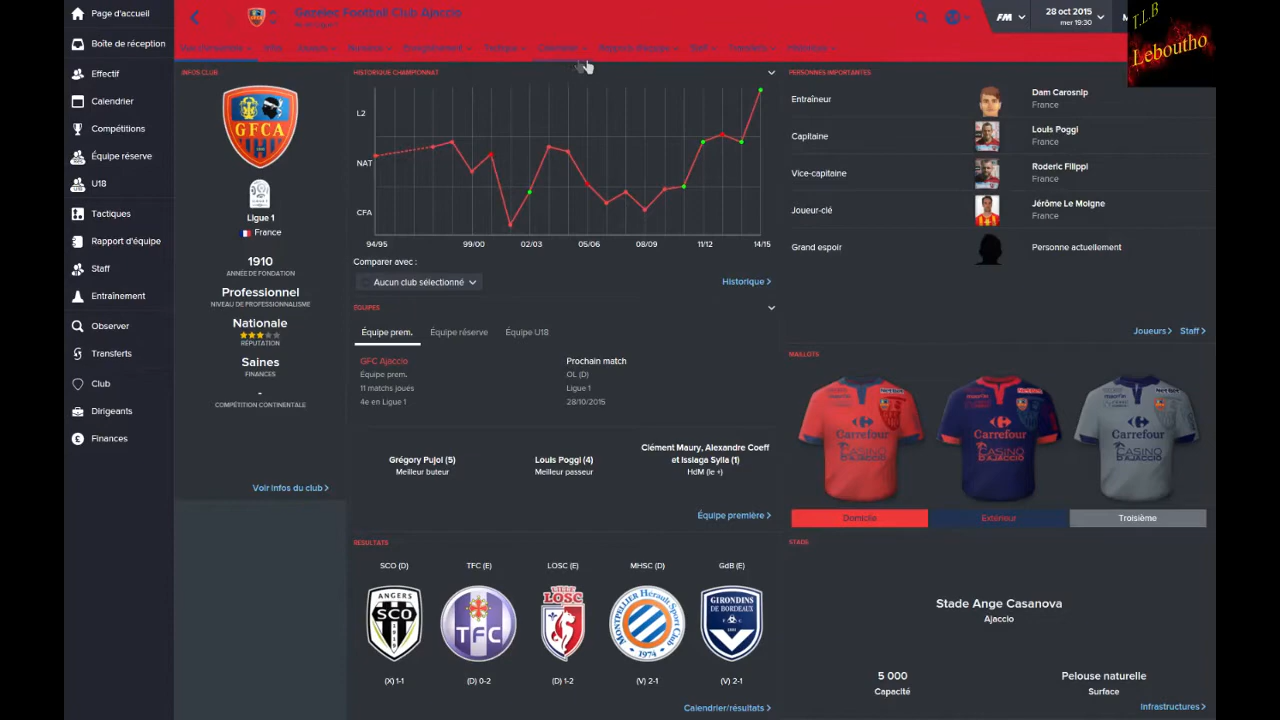 Page d'accueil
Boîte de réception
Effectif
Calendrier
Compétitions
Équipe réserve
U18
Tactiques
Rapport d'équipe
Staff
Entraînement
Observer
Transferts
Club
Dirigeants
Finances
Gazelec Football Club Ajaccio
FM
28 oct 2015
mer 19:30
T.L.B
Leboutho
INFOS CLUB
GFCA
Ligue 1
France
1910
ANNÉE DE FONDATION
Professionnel
NIVEAU DE PROFESSIONNALISME
Nationale
RÉPUTATION
Saines
FINANCES
-
COMPÉTITION CONTINENTALE
Voir infos du club
HISTORIQUE CHAMPIONNAT
L2
NAT
CFA
94/95 99/00 02/03 05/06 08/09 11/12 14/15
Comparer avec :
Aucun club sélectionné
Historique
ÉQUIPES
Équipe prem. Équipe réserve Équipe U18
GFC Ajaccio
Équipe prem.
11 matchs joués
4e en Ligue 1
Prochain match
OL (D)
Ligue 1
28/10/2015
Grégory Pujol (5)
Meilleur buteur
Louis Poggi (4)
Meilleur passeur
Clément Maury, Alexandre Coeff
et Issiaga Sylla (1)
HdM (le +)
Équipe première
RÉSULTATS
SCO (D) TFC (E) LOSC (E) MHSC (D) GdB (E)
ANGERS
SCO
TFC
LOSC
MONTPELLIER Hérault Sport Club
1974
GIRONDINS
DE BORDEAUX
(X) 1-1 (D) 0-2 (D) 1-2 (V) 2-1 (V) 2-1
Calendrier/résultats
PERSONNES IMPORTANTES
Entraîneur
Dam Carosnip
France
Capitaine
Louis Poggi
France
Vice-capitaine
Roderic Filippi
France
Joueur-clé
Jérôme Le Moigne
France
Grand espoir
Personne actuellement
Joueurs Staff
MAILLOTS
Carrefour
CASINO
D'AJACCIO
Carrefour
CASINO
D'AJACCIO
Carrefour
CASINO
D'AJACCIO
Domicile Extérieur Troisième
STADE
Stade Ange Casanova
Ajaccio
5 000
Capacité
Pelouse naturelle
Surface
Infrastructures